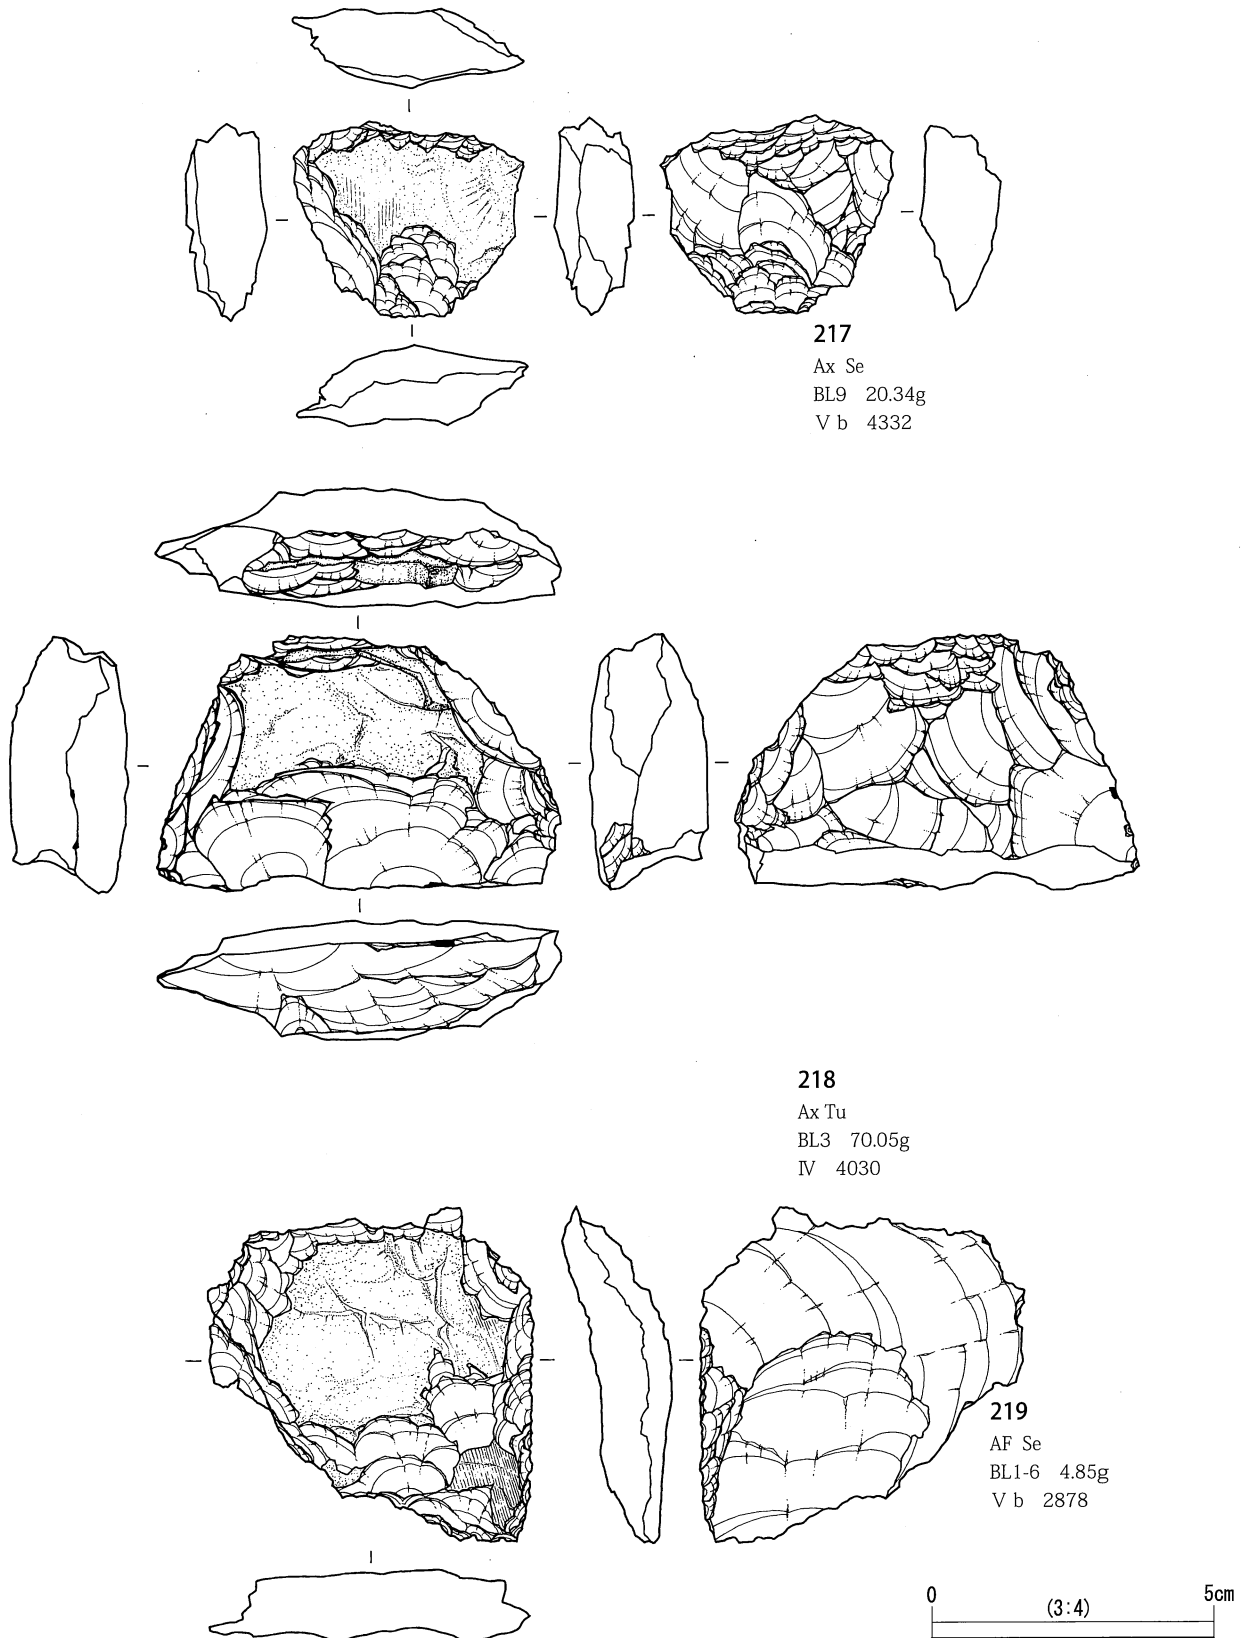 217
Ax Se
BL9 20.34g
Ⅴb 4332
218
Ax Tu
BL3 70.05g
Ⅳ 4030
219
AF Se
BL1-6 4.85g
Ⅴb 2878
0 (3:4) 5cm